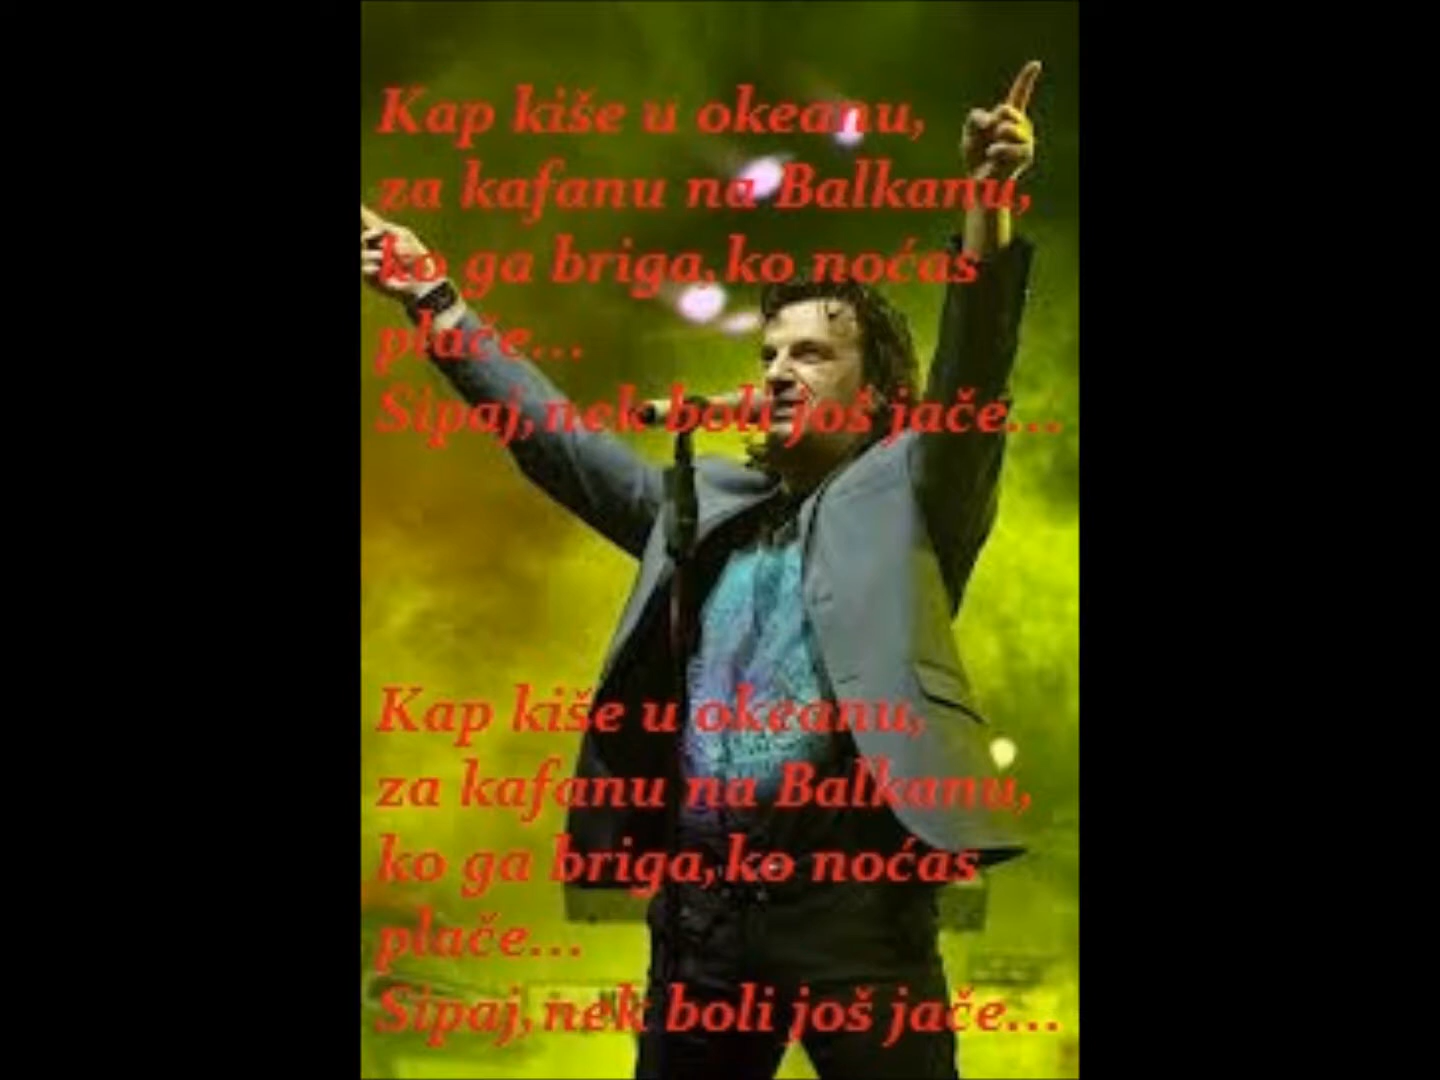 Kap kiše u okeanu,
za kafanu na Balkanu,
ko ga briga,ko noćas
plače...
Sipaj,nek boli još jače...
Kap kiše u okeanu,
za kafanu na Balkanu,
ko ga briga,ko noćas
plače...
Sipaj,nek boli još jače...